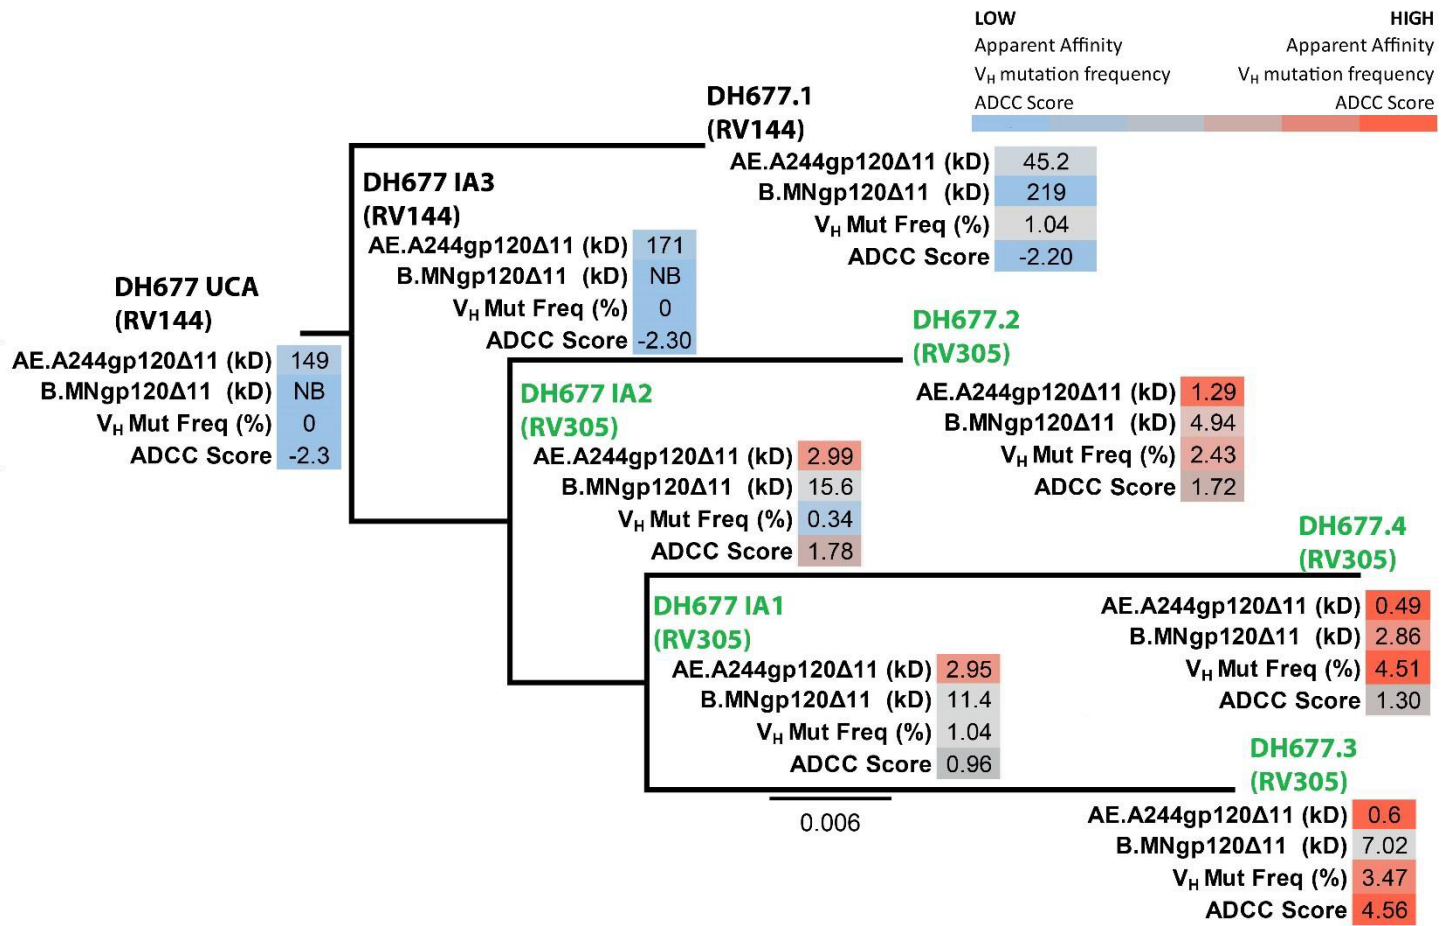 LOW HIGH
Apparent Affinity Apparent Affinity
VH mutation frequency VH mutation frequency
ADCC Score ADCC Score
DH677.1
(RV144)
AE.A244gp120Δ11 (kD) 45.2
B.MNgp120Δ11 (kD) 219
VH Mut Freq (%) 1.04
ADCC Score -2.20
DH677 IA3
(RV144)
AE.A244gp120Δ11 (kD) 171
B.MNgp120Δ11 (kD) NB
VH Mut Freq (%) 0
ADCC Score -2.30
DH677 UCA
(RV144)
AE.A244gp120Δ11 (kD) 149
B.MNgp120Δ11 (kD) NB
VH Mut Freq (%) 0
ADCC Score -2.3
DH677.2
(RV305)
AE.A244gp120Δ11 (kD) 1.29
B.MNgp120Δ11 (kD) 4.94
VH Mut Freq (%) 2.43
ADCC Score 1.72
DH677 IA2
(RV305)
AE.A244gp120Δ11 (kD) 2.99
B.MNgp120Δ11 (kD) 15.6
VH Mut Freq (%) 0.34
ADCC Score 1.78
DH677.4
(RV305)
AE.A244gp120Δ11 (kD) 0.49
B.MNgp120Δ11 (kD) 2.86
VH Mut Freq (%) 4.51
ADCC Score 1.30
DH677 IA1
(RV305)
AE.A244gp120Δ11 (kD) 2.95
B.MNgp120Δ11 (kD) 11.4
VH Mut Freq (%) 1.04
ADCC Score 0.96
DH677.3
(RV305)
AE.A244gp120Δ11 (kD) 0.6
B.MNgp120Δ11 (kD) 7.02
VH Mut Freq (%) 3.47
ADCC Score 4.56
0.006